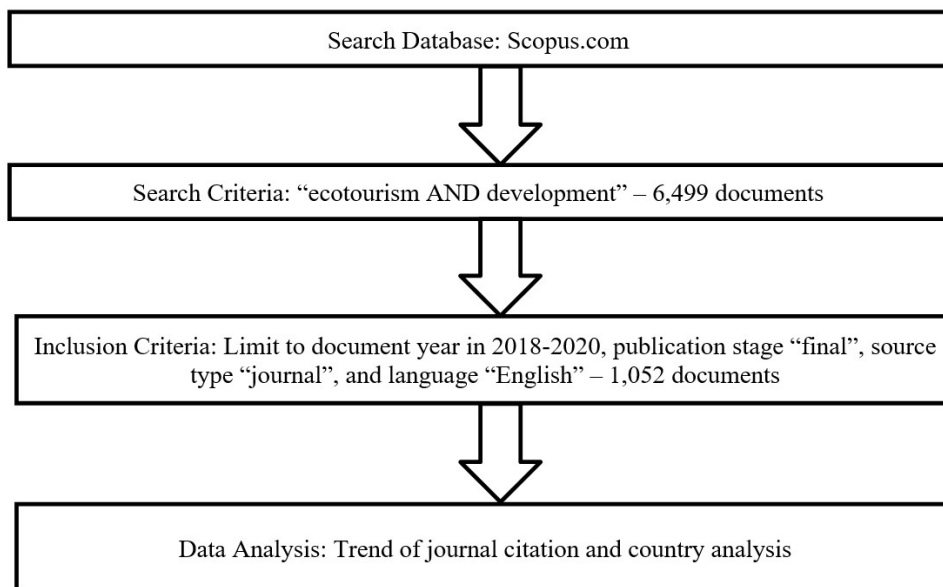 Search Database: Scopus.com
Search Criteria: “ecotourism AND development” – 6,499 documents
Inclusion Criteria: Limit to document year in 2018-2020, publication stage “final”, source
type “journal”, and language “English” – 1,052 documents
Data Analysis: Trend of journal citation and country analysis